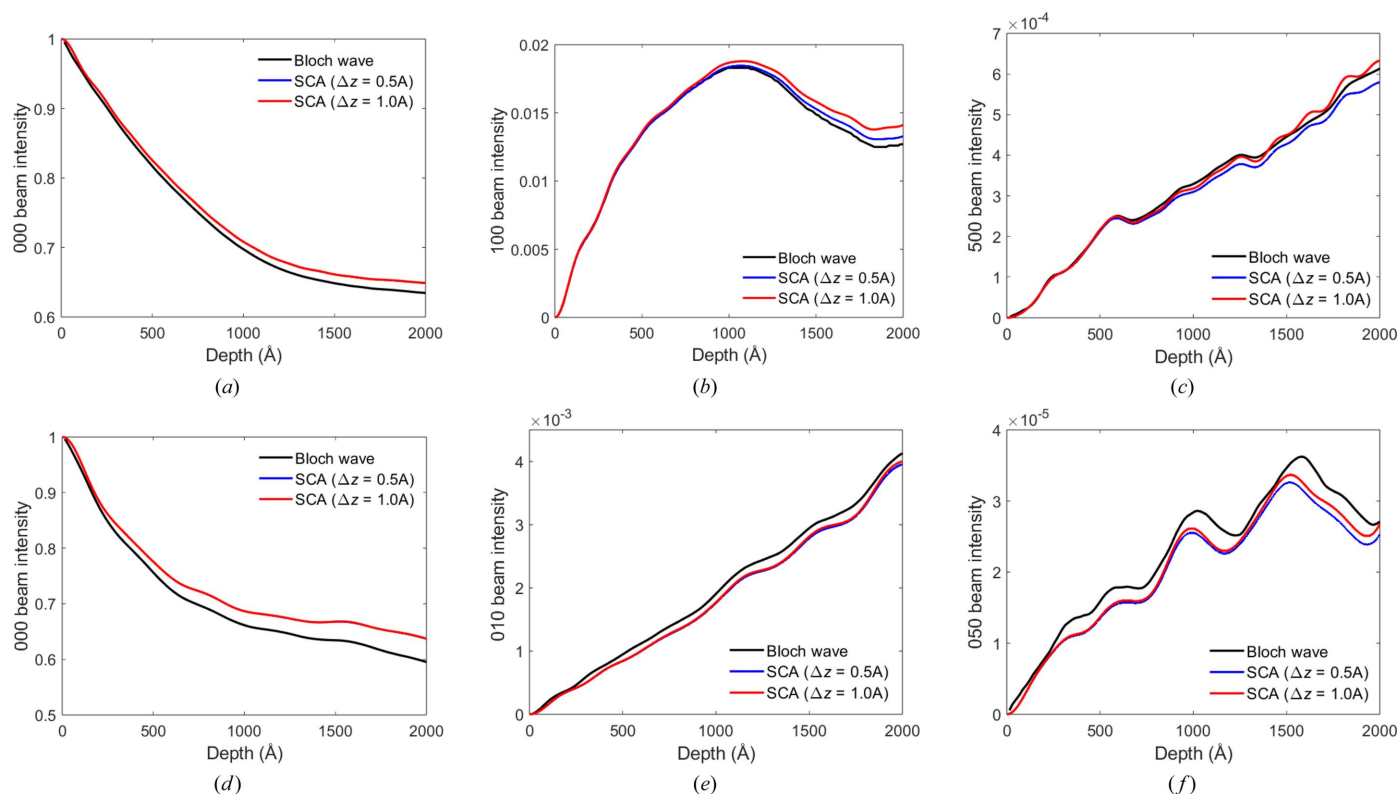 1
0.9
0.8
0.7
0.6
0 500 1000 1500 2000
000 beam intensity
Depth (Å)
Bloch wave
SCA (Δz = 0.5A)
SCA (Δz = 1.0A)
(a)
0.02
0.015
0.01
0.005
0
0 500 1000 1500 2000
100 beam intensity
Depth (Å)
Bloch wave
SCA (Δz = 0.5A)
SCA (Δz = 1.0A)
(b)
×10⁻⁴
7
6
5
4
3
2
1
0
0 500 1000 1500 2000
500 beam intensity
Depth (Å)
Bloch wave
SCA (Δz = 0.5A)
SCA (Δz = 1.0A)
(c)
1
0.9
0.8
0.7
0.6
0.5
0 500 1000 1500 2000
000 beam intensity
Depth (Å)
Bloch wave
SCA (Δz = 0.5A)
SCA (Δz = 1.0A)
(d)
×10⁻³
4
3
2
1
0
0 500 1000 1500 2000
010 beam intensity
Depth (Å)
Bloch wave
SCA (Δz = 0.5A)
SCA (Δz = 1.0A)
(e)
×10⁻⁵
4
3
2
1
0
0 500 1000 1500 2000
050 beam intensity
Depth (Å)
Bloch wave
SCA (Δz = 0.5A)
SCA (Δz = 1.0A)
(f)